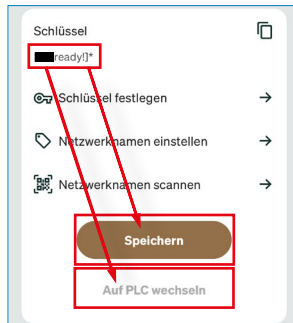 Schlüssel
ready!]*
Schlüssel festlegen
Netzwerknamen einstellen
Netzwerknamen scannen
Speichern
Auf PLC wechseln